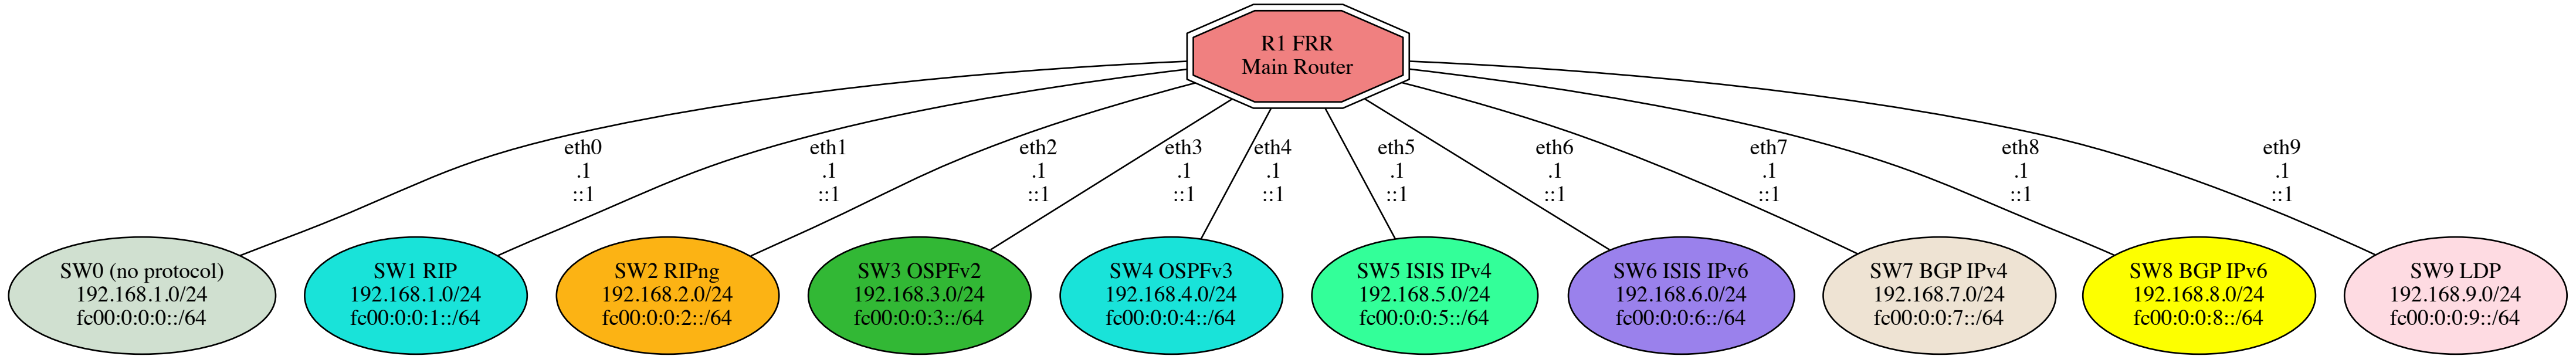 R1 FRR
Main Router
eth0
.1
::1
eth1
.1
::1
eth2
.1
::1
eth3
.1
::1
eth4
.1
::1
eth5
.1
::1
eth6
.1
::1
eth7
.1
::1
eth8
.1
::1
eth9
.1
::1
SW0 (no protocol)
192.168.1.0/24
fc00:0:0:0::/64
SW1 RIP
192.168.1.0/24
fc00:0:0:1::/64
SW2 RIPng
192.168.2.0/24
fc00:0:0:2::/64
SW3 OSPFv2
192.168.3.0/24
fc00:0:0:3::/64
SW4 OSPFv3
192.168.4.0/24
fc00:0:0:4::/64
SW5 ISIS IPv4
192.168.5.0/24
fc00:0:0:5::/64
SW6 ISIS IPv6
192.168.6.0/24
fc00:0:0:6::/64
SW7 BGP IPv4
192.168.7.0/24
fc00:0:0:7::/64
SW8 BGP IPv6
192.168.8.0/24
fc00:0:0:8::/64
SW9 LDP
192.168.9.0/24
fc00:0:0:9::/64